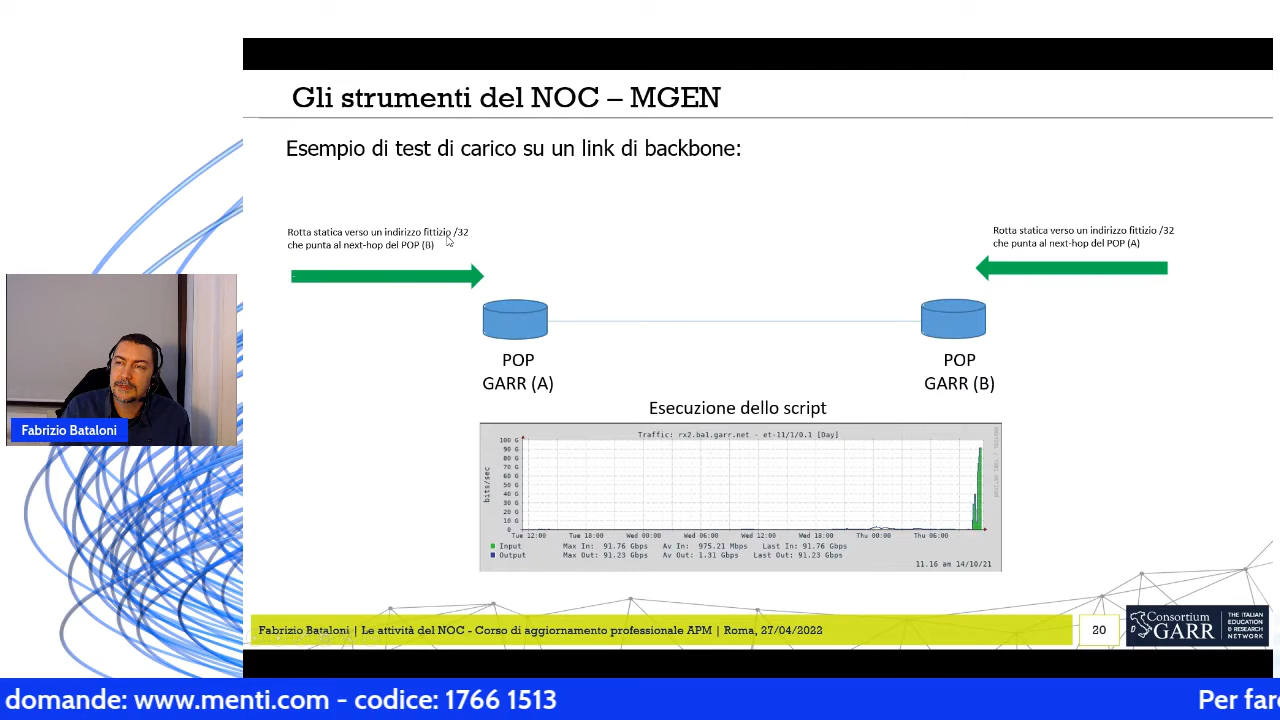 Gli strumenti del NOC – MGEN
Esempio di test di carico su un link di backbone:
Rotta statica verso un indirizzo fittizio /32
che punta al next-hop del POP (B)
Rotta statica verso un indirizzo fittizio /32
che punta al next-hop del POP (A)
POP
GARR (A)
POP
GARR (B)
Esecuzione dello script
Traffic: rx2.ba1.garr.net - et-11/1/0.1 [Day]
bits/sec
100 G
90 G
80 G
70 G
60 G
50 G
40 G
30 G
20 G
10 G
0
Tue 12:00 Tue 18:00 Wed 00:00 Wed 06:00 Wed 12:00 Wed 18:00 Thu 00:00 Thu 06:00
Input Max In: 91.76 Gbps Av In: 975.21 Mbps Last In: 91.76 Gbps
Output Max Out: 91.23 Gbps Av Out: 1.31 Gbps Last Out: 91.23 Gbps
11.16 am 14/10/21
Fabrizio Bataloni
Fabrizio Bataloni | Le attività del NOC - Corso di aggiornamento professionale APM | Roma, 27/04/2022
20
Consortium
GARR
THE ITALIAN
EDUCATION
& RESEARCH
NETWORK
domande: www.menti.com - codice: 1766 1513
Per fare